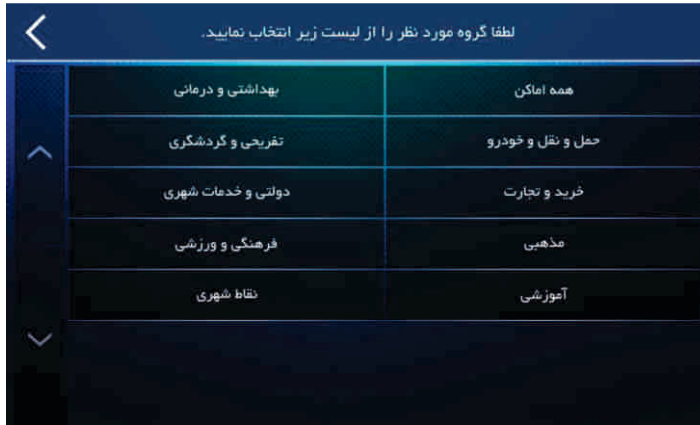 لطفا گروه مورد نظر را از لیست زیر انتخاب نمایید.
همه اماکن
بهداشتی و درمانی
حمل و نقل و خودرو
تفریحی و گردشگری
خرید و تجارت
دولتی و خدمات شهری
مذهبی
فرهنگی و ورزشی
آموزشی
نقاط شهری